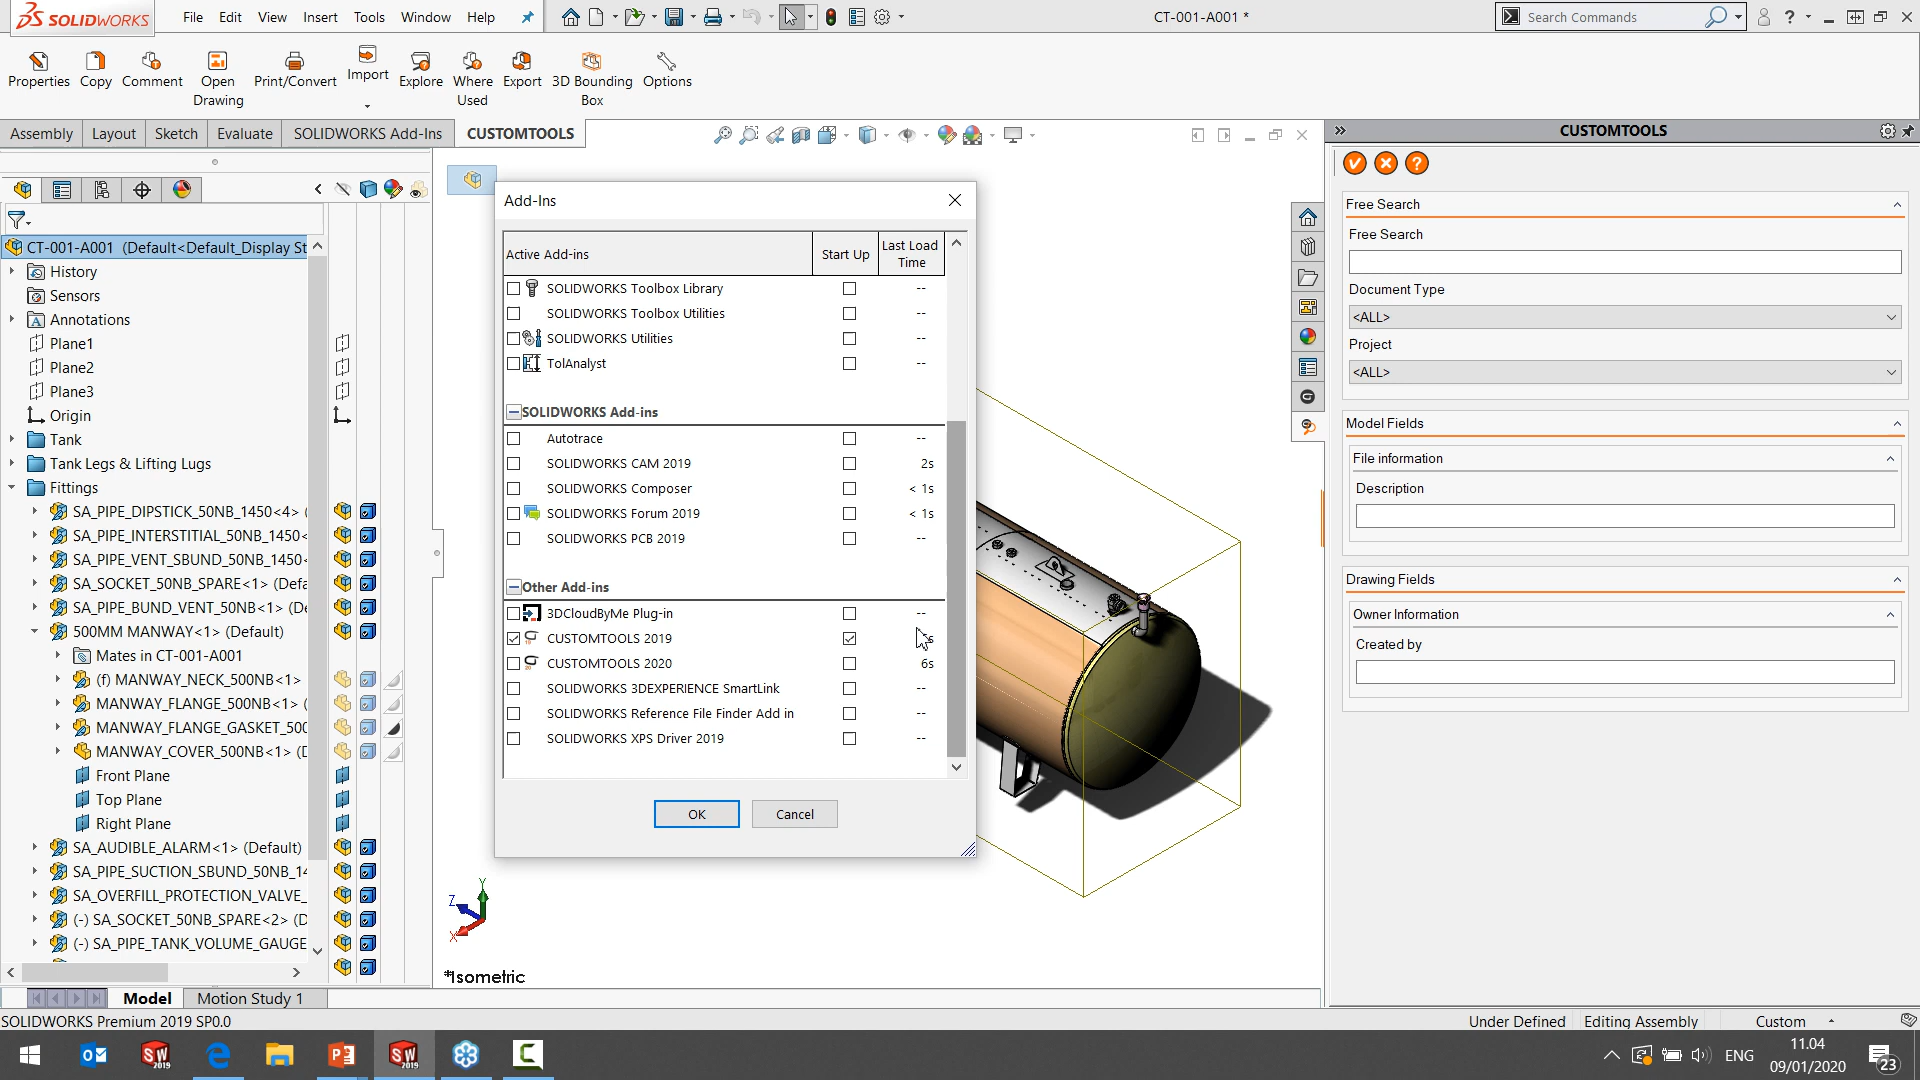 SOLIDWORKS
File Edit View Insert Tools Window Help
CT-001-A001 *
Search Commands
Properties Copy Comment Open Drawing Print/Convert Import Explore Where Used Export 3D Bounding Box Options
Assembly Layout Sketch Evaluate SOLIDWORKS Add-Ins CUSTOMTOOLS
CT-001-A001 (Default<Default_Display St
History
Sensors
Annotations
Plane1
Plane2
Plane3
Origin
Tank
Tank Legs & Lifting Lugs
Fittings
SA_PIPE_DIPSTICK_50NB_1450<4> (
SA_PIPE_INTERSTITIAL_50NB_1450<
SA_PIPE_VENT_SBUND_50NB_1450<
SA_SOCKET_50NB_SPARE<1> (Defa
SA_PIPE_BUND_VENT_50NB<1> (De
500MM MANWAY<1> (Default)
Mates in CT-001-A001
(f) MANWAY_NECK_500NB<1>
MANWAY_FLANGE_500NB<1> (
MANWAY_FLANGE_GASKET_500
MANWAY_COVER_500NB<1> (D
Front Plane
Top Plane
Right Plane
SA_AUDIBLE_ALARM<1> (Default)
SA_PIPE_SUCTION_SBUND_50NB_14
SA_OVERFILL_PROTECTION_VALVE_
(-) SA_SOCKET_50NB_SPARE<2> (D
(-) SA_PIPE_TANK_VOLUME_GAUGE
Add-Ins
Active Add-ins Start Up Last Load Time
SOLIDWORKS Toolbox Library --
SOLIDWORKS Toolbox Utilities --
SOLIDWORKS Utilities --
TolAnalyst --
SOLIDWORKS Add-ins
Autotrace --
SOLIDWORKS CAM 2019 2s
SOLIDWORKS Composer < 1s
SOLIDWORKS Forum 2019 < 1s
SOLIDWORKS PCB 2019 --
Other Add-ins
3DCloudByMe Plug-in --
CUSTOMTOOLS 2019
CUSTOMTOOLS 2020 6s
SOLIDWORKS 3DEXPERIENCE SmartLink --
SOLIDWORKS Reference File Finder Add in --
SOLIDWORKS XPS Driver 2019 --
OK Cancel
Z Y X
*Isometric
CUSTOMTOOLS
Free Search
Free Search
Document Type
<ALL>
Project
<ALL>
Model Fields
File information
Description
Drawing Fields
Owner Information
Created by
Model Motion Study 1
SOLIDWORKS Premium 2019 SP0.0
Under Defined Editing Assembly Custom
ENG
11.04
09/01/2020
23